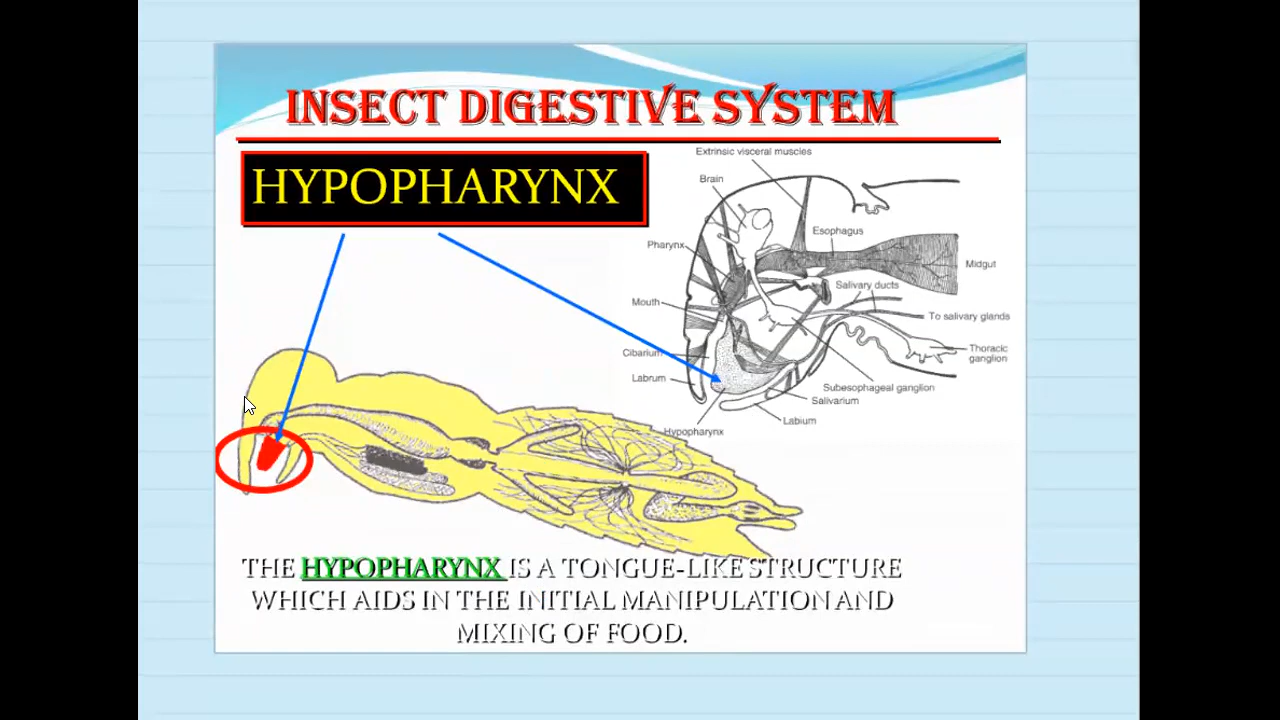 INSECT DIGESTIVE SYSTEM
HYPOPHARYNX
Extrinsic visceral muscles
Brain
Esophagus
Pharynx
Midgut
Salivary ducts
Mouth
To salivary glands
Thoracic
ganglion
Cibarium
Labrum
Subesophageal ganglion
Salivarium
Labium
Hypopharynx
THE HYPOPHARYNX IS A TONGUE-LIKE STRUCTURE
WHICH AIDS IN THE INITIAL MANIPULATION AND
MIXING OF FOOD.